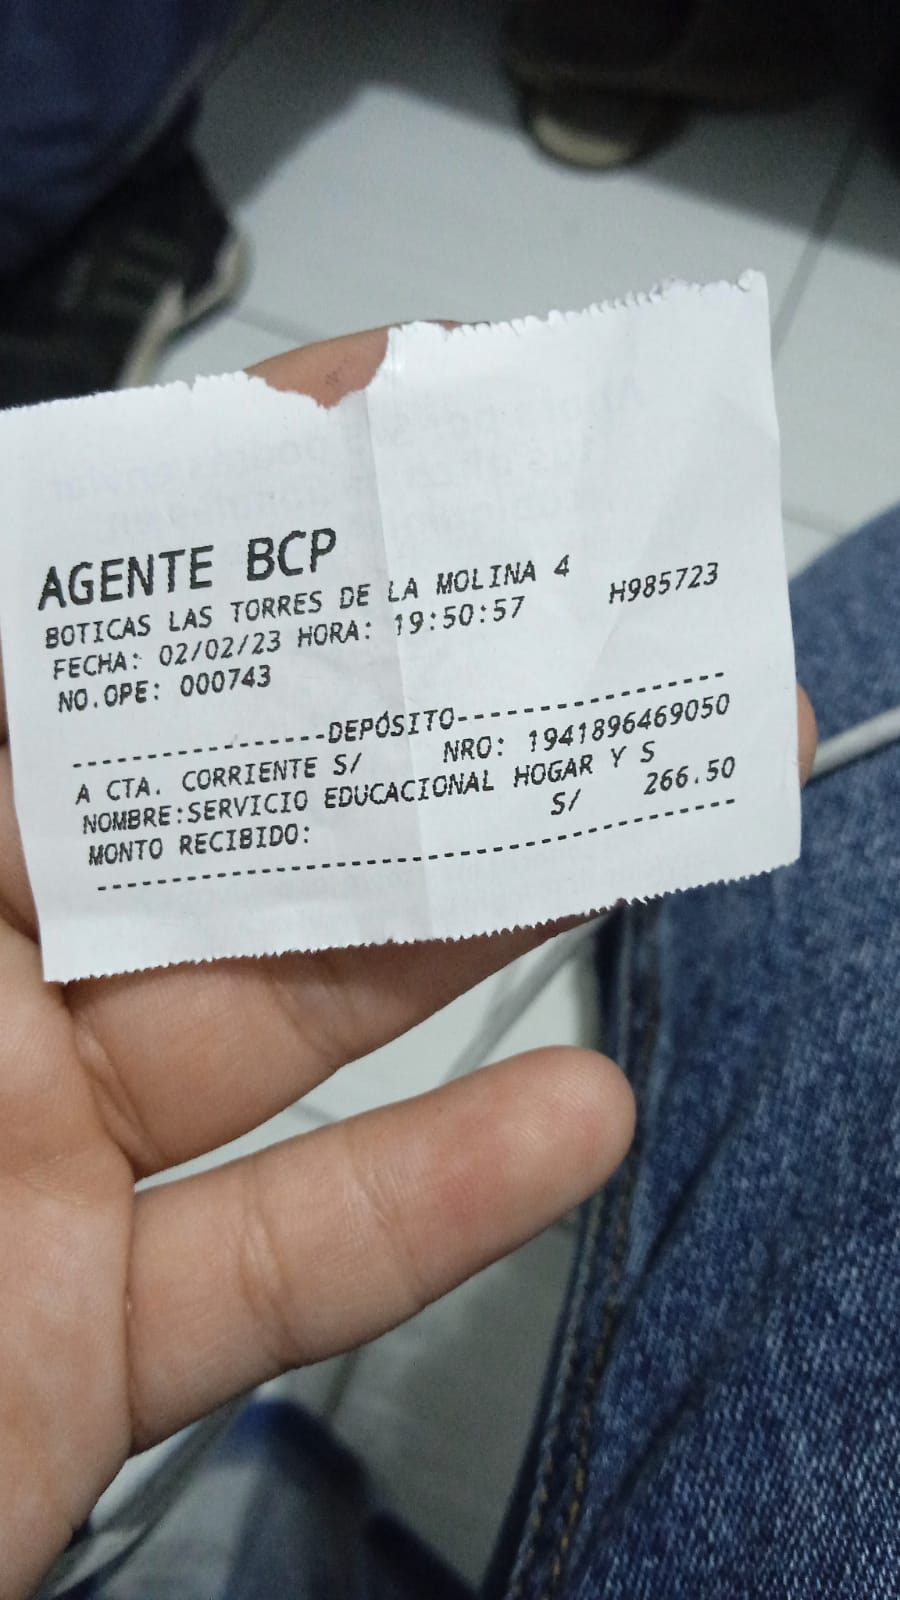 AGENTE BCP
BOTICAS LAS TORRES DE LA MOLINA 4
FECHA: 02/02/23 HORA: 19:50:57 H985723
NO.OPE: 000743
----------------DEPÓSITO------------------
A CTA. CORRIENTE S/ NRO: 1941896469050
NOMBRE:SERVICIO EDUCACIONAL HOGAR Y S
MONTO RECIBIDO: S/ 266.50
-------------------------------------------